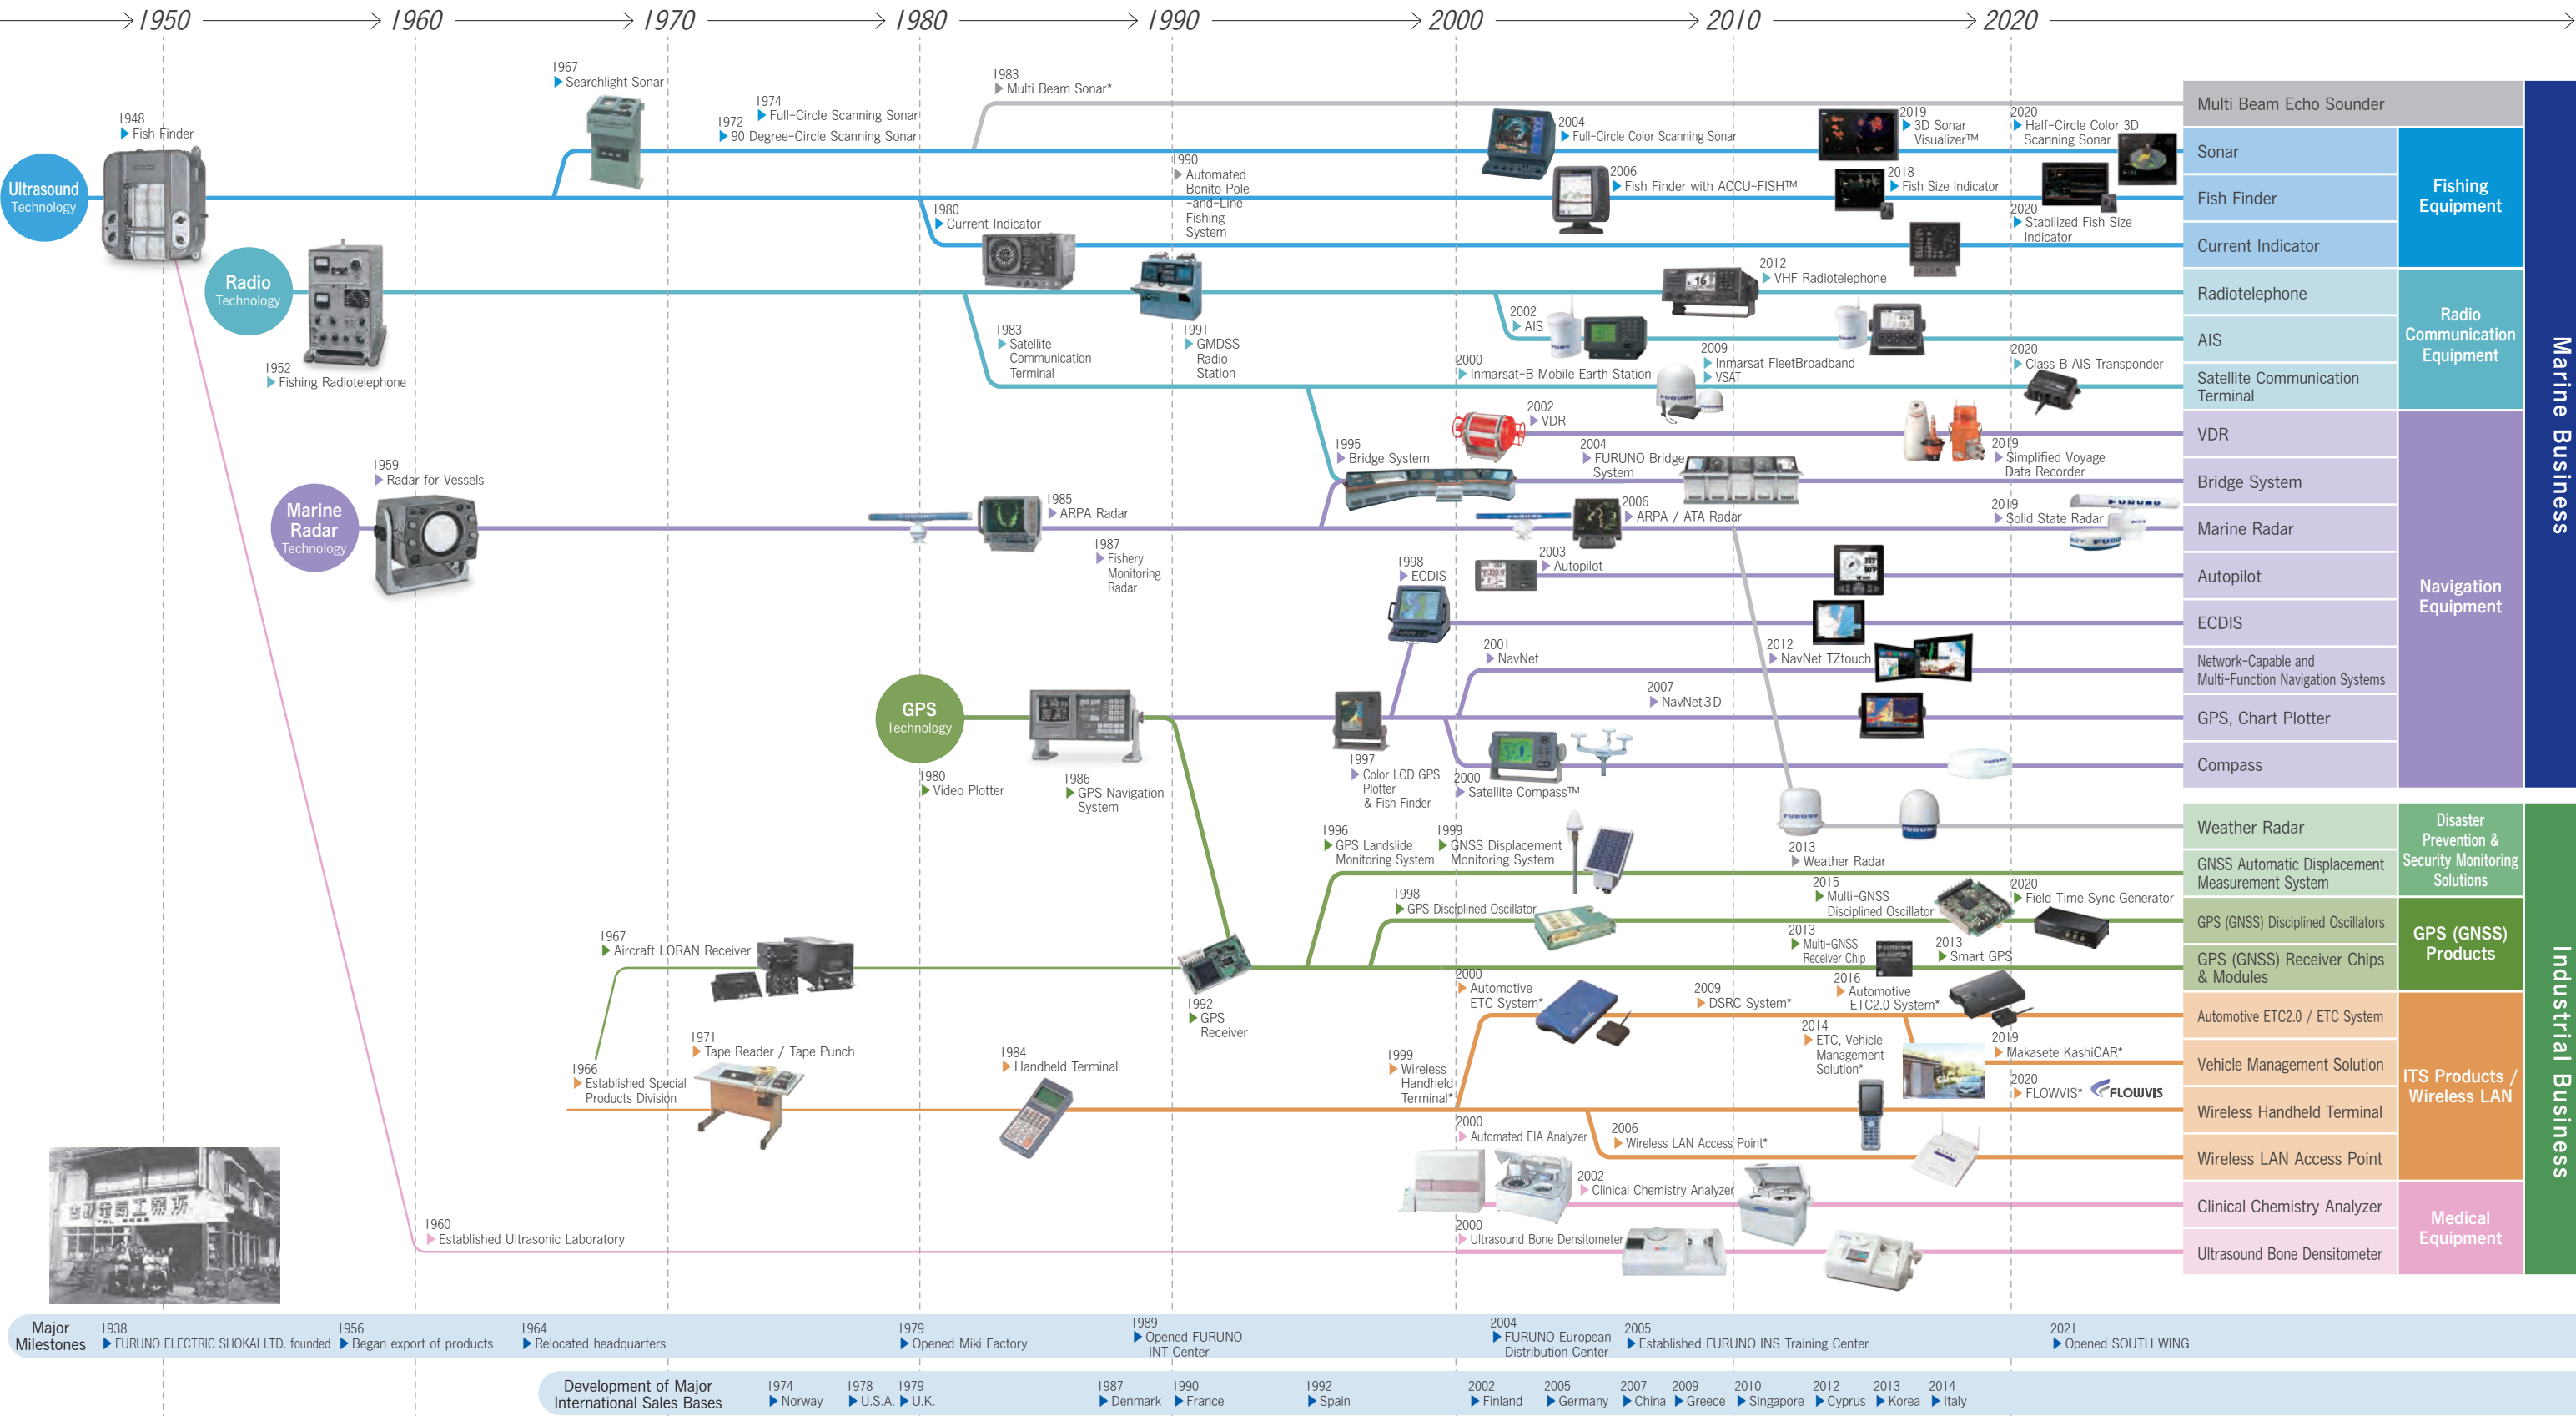 1950
1960
1970
1980
1990
2000
2010
2020
Ultrasound
Technology
1948
Fish Finder
1967
Searchlight Sonar
1974
Full-Circle Scanning Sonar
1972
90 Degree-Circle Scanning Sonar
1983
Multi Beam Sonar*
1990
Automated
Bonito Pole
-and-Line
Fishing
System
1980
Current Indicator
2004
Full-Circle Color Scanning Sonar
2006
Fish Finder with ACCU-FISH™
2019
3D Sonar
Visualizer™
2018
Fish Size Indicator
2020
Half-Circle Color 3D
Scanning Sonar
2020
Stabilized Fish Size
Indicator
Radio
Technology
1952
Fishing Radiotelephone
1983
Satellite
Communication
Terminal
1991
GMDSS
Radio
Station
2012
VHF Radiotelephone
2002
AIS
2000
Inmarsat-B Mobile Earth Station
2009
Inmarsat FleetBroadband
VSAT
2020
Class B AIS Transponder
Marine
Radar
Technology
1959
Radar for Vessels
1985
ARPA Radar
1987
Fishery
Monitoring
Radar
1995
Bridge System
2002
VDR
2004
FURUNO Bridge
System
2019
Simplified Voyage
Data Recorder
2006
ARPA / ATA Radar
2019
Solid State Radar
2003
Autopilot
1998
ECDIS
2001
NavNet
2012
NavNet TZtouch
2007
NavNet3D
GPS
Technology
1980
Video Plotter
1986
GPS Navigation
System
1997
Color LCD GPS
Plotter
& Fish Finder
2000
Satellite Compass™
1996
GPS Landslide
Monitoring System
1999
GNSS Displacement
Monitoring System
2013
Weather Radar
1998
GPS Disciplined Oscillator
2015
Multi-GNSS
Disciplined Oscillator
2020
Field Time Sync Generator
2013
Multi-GNSS
Receiver Chip
2013
Smart GPS
1967
Aircraft LORAN Receiver
1992
GPS
Receiver
1966
Established Special
Products Division
1971
Tape Reader / Tape Punch
1984
Handheld Terminal
1999
Wireless
Handheld
Terminal*
2000
Automotive
ETC System*
2009
DSRC System*
2016
Automotive
ETC2.0 System*
2014
ETC, Vehicle
Management
Solution*
2019
Makasete KashiCAR*
2020
FLOWVIS*
FLOWVIS
2006
Wireless LAN Access Point*
2000
Automated EIA Analyzer
2002
Clinical Chemistry Analyzer
2000
Ultrasound Bone Densitometer
1960
Established Ultrasonic Laboratory
Multi Beam Echo Sounder
Sonar
Fish Finder
Current Indicator
Fishing
Equipment
Radiotelephone
AIS
Satellite Communication
Terminal
Radio
Communication
Equipment
VDR
Bridge System
Marine Radar
Autopilot
ECDIS
Network-Capable and
Multi-Function Navigation Systems
GPS, Chart Plotter
Compass
Navigation
Equipment
Marine Business
Weather Radar
GNSS Automatic Displacement
Measurement System
Disaster
Prevention &
Security Monitoring
Solutions
GPS (GNSS) Disciplined Oscillators
GPS (GNSS) Receiver Chips
& Modules
GPS (GNSS)
Products
Automotive ETC2.0 / ETC System
Vehicle Management Solution
Wireless Handheld Terminal
Wireless LAN Access Point
ITS Products /
Wireless LAN
Clinical Chemistry Analyzer
Ultrasound Bone Densitometer
Medical
Equipment
Industrial Business
Major
Milestones
1938
FURUNO ELECTRIC SHOKAI LTD. founded
1956
Began export of products
1964
Relocated headquarters
1979
Opened Miki Factory
1989
Opened FURUNO
INT Center
2004
FURUNO European
Distribution Center
2005
Established FURUNO INS Training Center
2021
Opened SOUTH WING
Development of Major
International Sales Bases
1974
Norway
1978
U.S.A.
1979
U.K.
1987
Denmark
1990
France
1992
Spain
2002
Finland
2005
Germany
2007
China
2009
Greece
2010
Singapore
2012
Cyprus
2013
Korea
2014
Italy